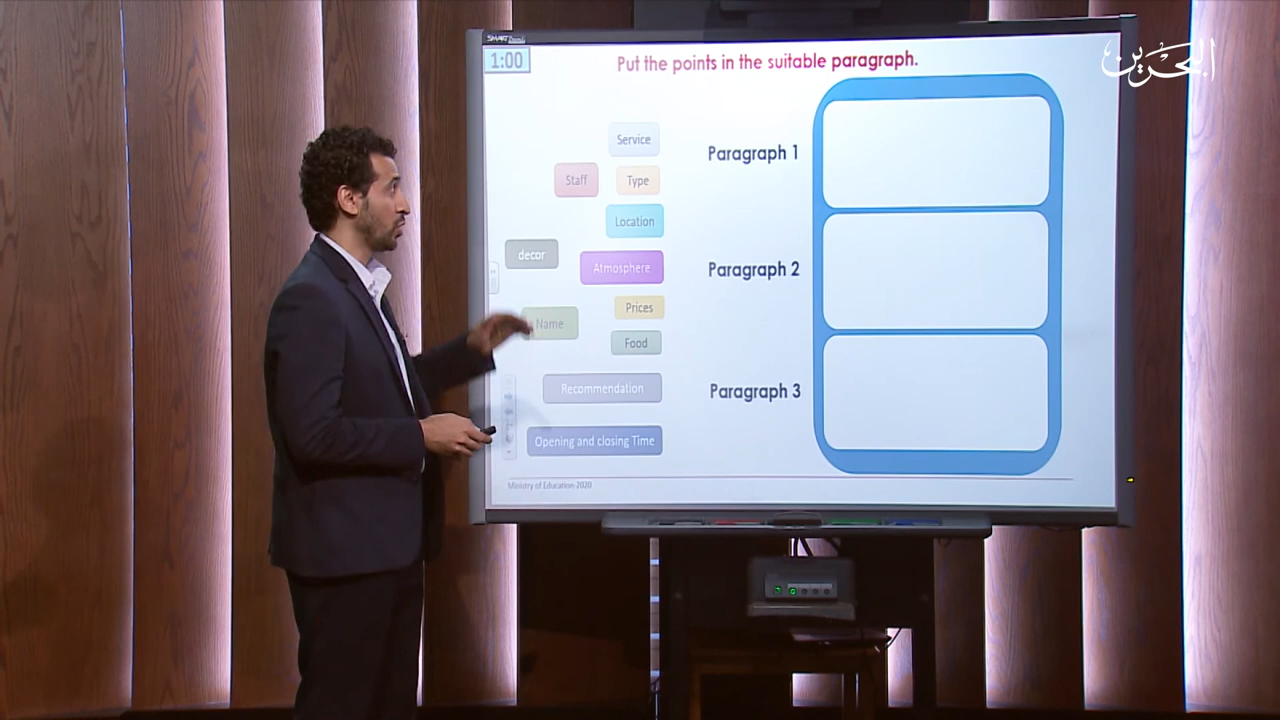 SMART
1:00
Put the points in the suitable paragraph.
البحرين
Service
Staff
Type
Location
decor
Atmosphere
Name
Prices
Food
Recommendation
Opening and closing Time
Paragraph 1
Paragraph 2
Paragraph 3
Ministry of Education-2020